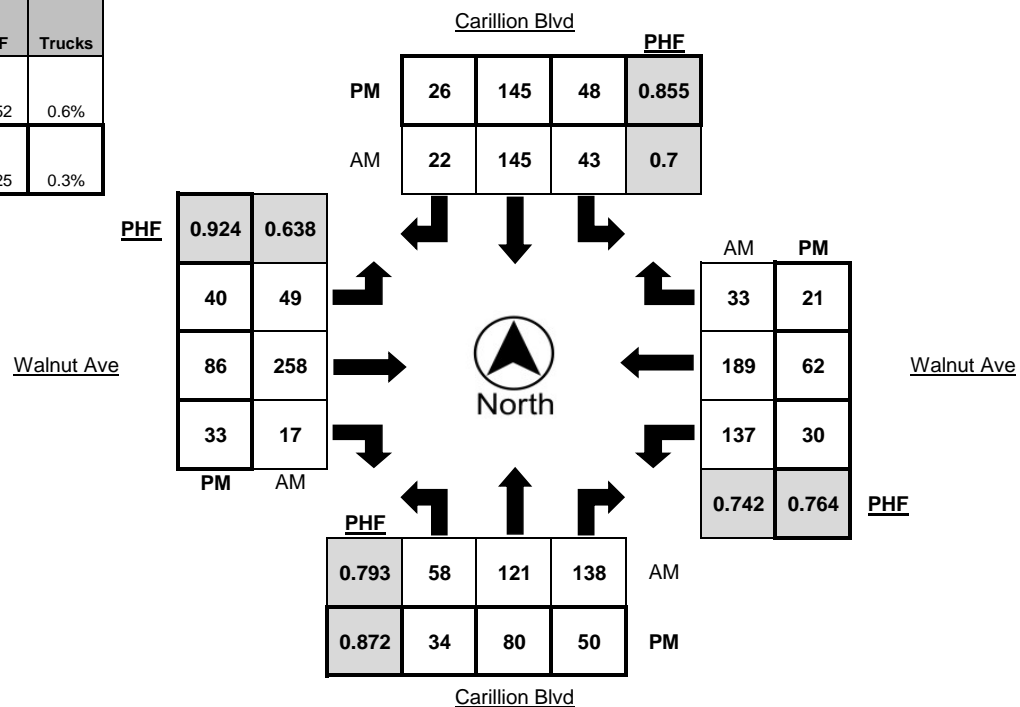 Carillion Blvd
F Trucks
52 0.6%
25 0.3%
PHF
PM 26 145 48 0.855
AM 22 145 43 0.7
PHF 0.924 0.638
40 49
86 258
33 17
PM AM
Walnut Ave
North
AM PM
33 21
189 62
137 30
0.742 0.764 PHF
Walnut Ave
PHF
0.793 58 121 138 AM
0.872 34 80 50 PM
Carillion Blvd